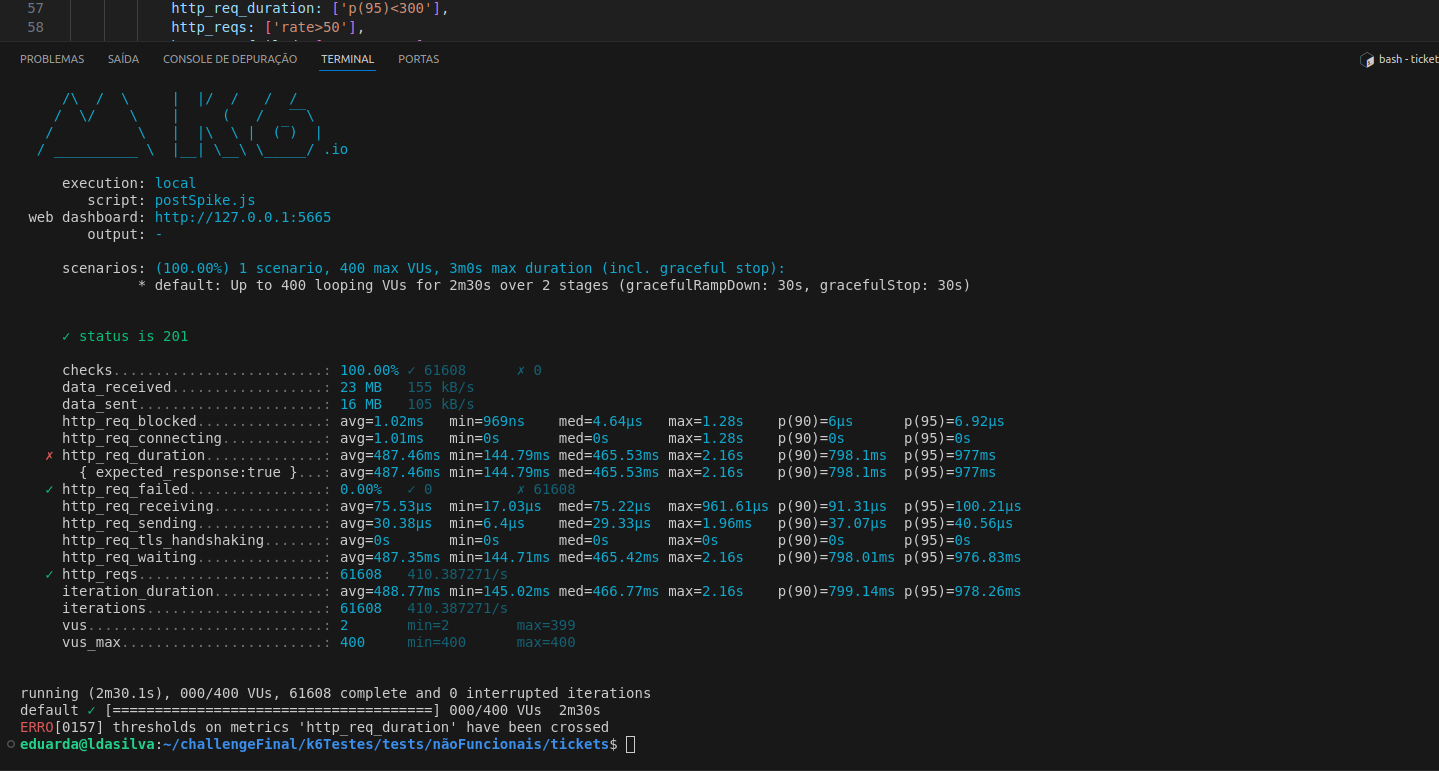 57 http_req_duration: ['p(95)<300'],
58 http_reqs: ['rate>50'],
PROBLEMAS SAÍDA CONSOLE DE DEPURAÇÃO TERMINAL PORTAS bash - ticket
/\  /  \     |  |/  /   /  /
/  \/    \    |     (   /   ‾‾\
/          \   |  |\  \ |  (‾)  |
/ __________ \  |__| \__\ \_____/ .io
execution: local
script: postSpike.js
web dashboard: http://127.0.0.1:5665
output: -
scenarios: (100.00%) 1 scenario, 400 max VUs, 3m0s max duration (incl. graceful stop):
* default: Up to 400 looping VUs for 2m30s over 2 stages (gracefulRampDown: 30s, gracefulStop: 30s)
✓ status is 201
checks.........................: 100.00% ✓ 61608 ✗ 0
data_received..................: 23 MB 155 kB/s
data_sent......................: 16 MB 105 kB/s
http_req_blocked...............: avg=1.02ms min=969ns med=4.64µs max=1.28s p(90)=6µs p(95)=6.92µs
http_req_connecting............: avg=1.01ms min=0s med=0s max=1.28s p(90)=0s p(95)=0s
✗ http_req_duration..............: avg=487.46ms min=144.79ms med=465.53ms max=2.16s p(90)=798.1ms p(95)=977ms
{ expected_response:true }...: avg=487.46ms min=144.79ms med=465.53ms max=2.16s p(90)=798.1ms p(95)=977ms
✓ http_req_failed................: 0.00% ✓ 0 ✗ 61608
http_req_receiving.............: avg=75.53µs min=17.03µs med=75.22µs max=961.61µs p(90)=91.31µs p(95)=100.21µs
http_req_sending...............: avg=30.38µs min=6.4µs med=29.33µs max=1.96ms p(90)=37.07µs p(95)=40.56µs
http_req_tls_handshaking.......: avg=0s min=0s med=0s max=0s p(90)=0s p(95)=0s
http_req_waiting...............: avg=487.35ms min=144.71ms med=465.42ms max=2.16s p(90)=798.01ms p(95)=976.83ms
✓ http_reqs......................: 61608 410.387271/s
iteration_duration.............: avg=488.77ms min=145.02ms med=466.77ms max=2.16s p(90)=799.14ms p(95)=978.26ms
iterations.....................: 61608 410.387271/s
vus............................: 2 min=2 max=399
vus_max........................: 400 min=400 max=400
running (2m30.1s), 000/400 VUs, 61608 complete and 0 interrupted iterations
default ✓ [======================================] 000/400 VUs 2m30s
ERRO[0157] thresholds on metrics 'http_req_duration' have been crossed
eduarda@ldasilva:~/challengeFinal/k6Testes/tests/nãoFuncionais/tickets$